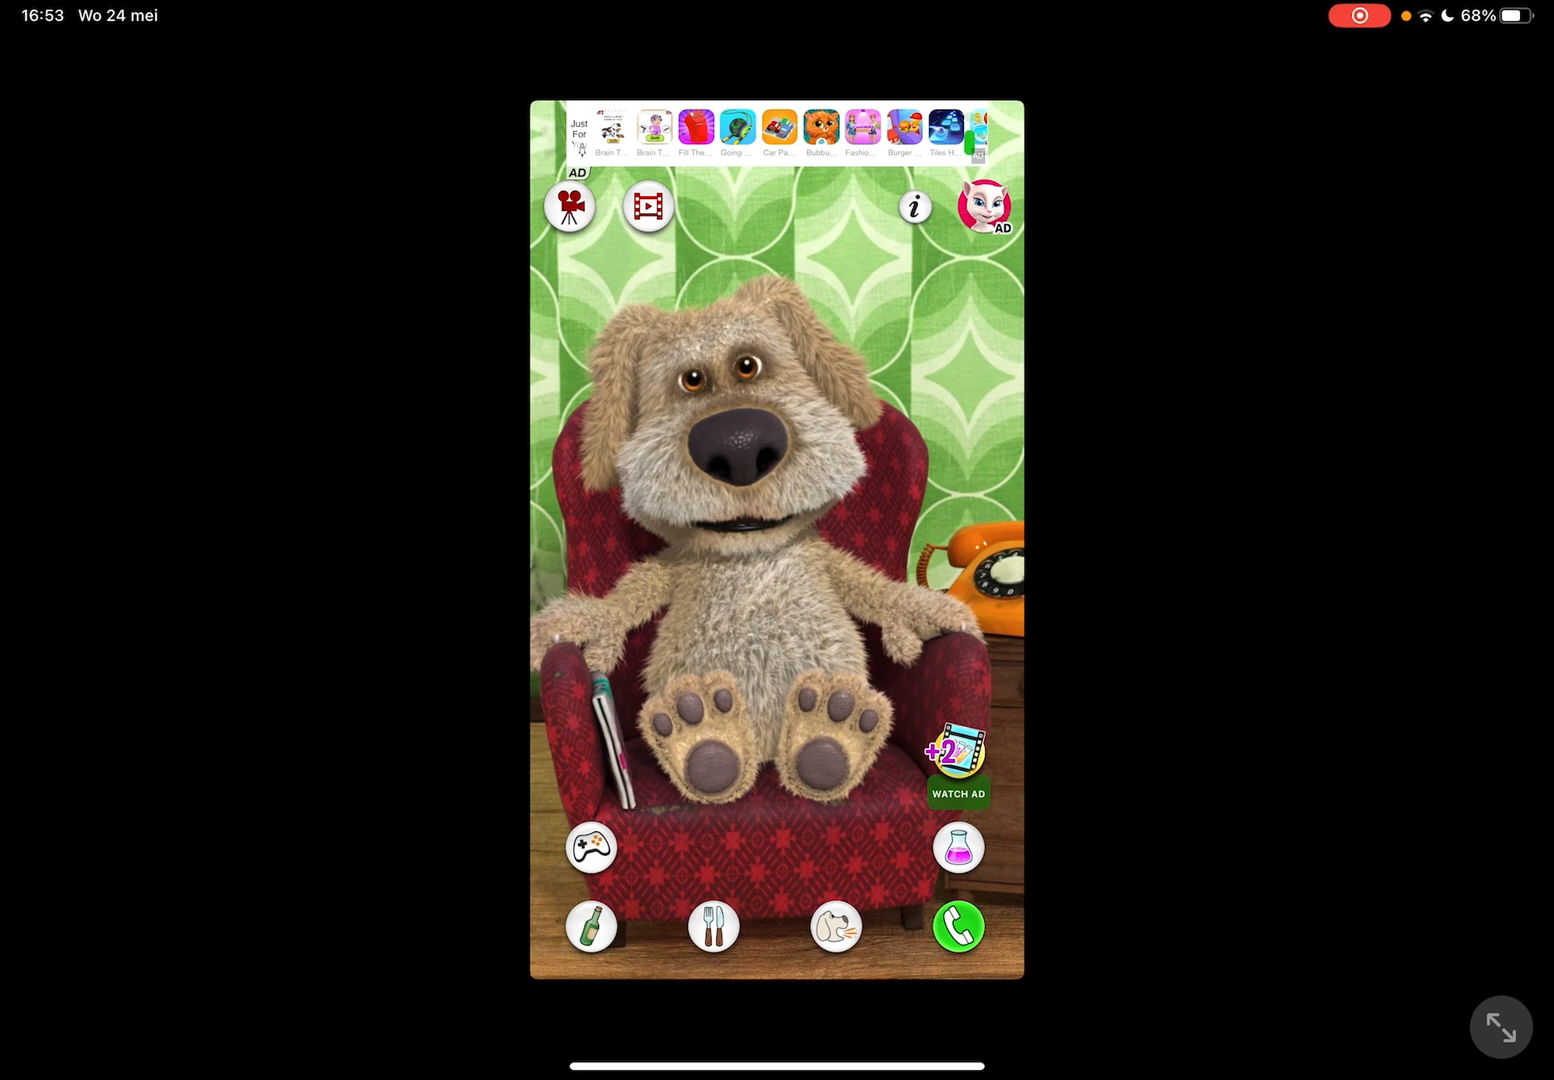 16:53 Wo 24 mei
68%
Just
For
You
Brain T... Brain T... Fill The... Going ... Car Pa... Bubbu... Fashio... Burger ... Tiles H...
AD
i
AD
+2
WATCH AD